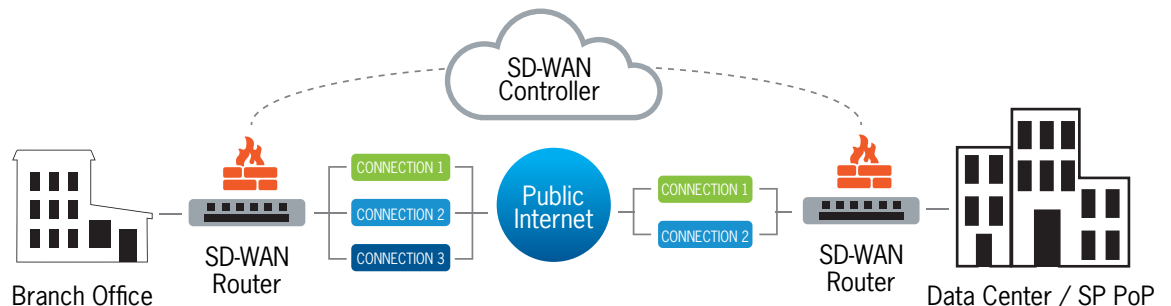 SD-WAN
Controller
CONNECTION 1
CONNECTION 2
CONNECTION 3
Public
Internet
CONNECTION 1
CONNECTION 2
SD-WAN
Router
SD-WAN
Router
Branch Office
Data Center / SP PoP